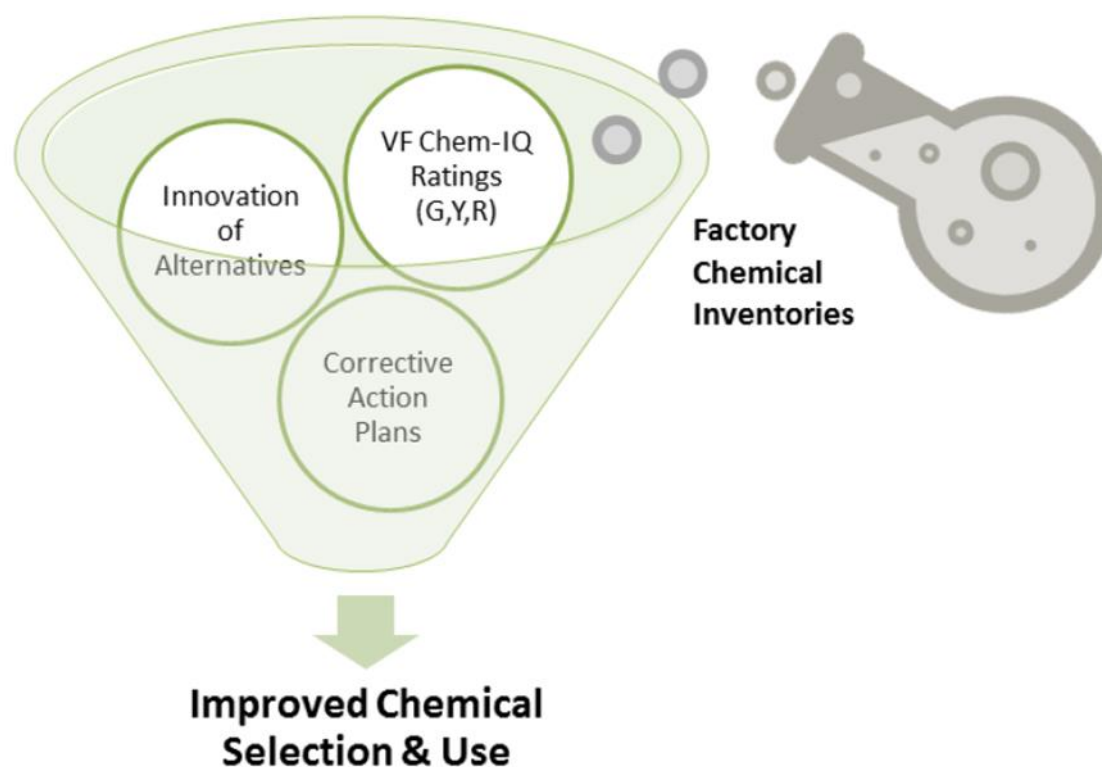 VF Chem-IQ
Ratings
(G,Y,R)
Innovation
of
Alternatives
Factory
Chemical
Inventories
Corrective
Action
Plans
Improved Chemical
Selection & Use